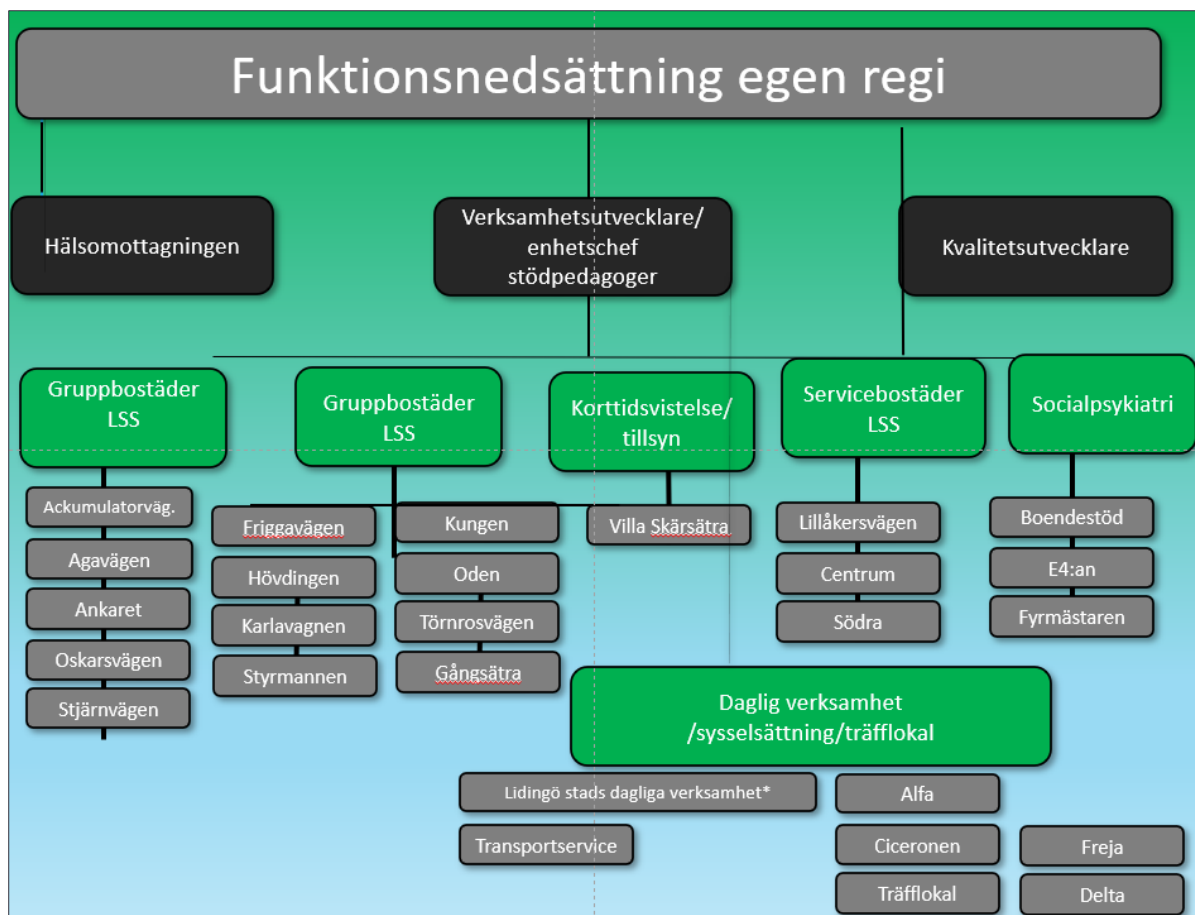 Funktionsnedsättning egen regi
Hälsomottagningen
Verksamhetsutvecklare/
enhetschef
stödpedagoger
Kvalitetsutvecklare
Gruppbostäder
LSS
Ackumulatorväg.
Agavägen
Ankaret
Oskarsvägen
Stjärnvägen
Gruppbostäder
LSS
Friggavägen
Hövdingen
Karlavagnen
Styrmannen
Kungen
Oden
Törnrosvägen
Gångsätra
Korttidsvistelse/
tillsyn
Villa Skärsätra
Servicebostäder
LSS
Lillåkersvägen
Centrum
Södra
Socialpsykiatri
Boendestöd
E4:an
Fyrmästaren
Daglig verksamhet
/sysselsättning/träfflokal
Lidingö stads dagliga verksamhet*
Transportservice
Alfa
Ciceronen
Träfflokal
Freja
Delta